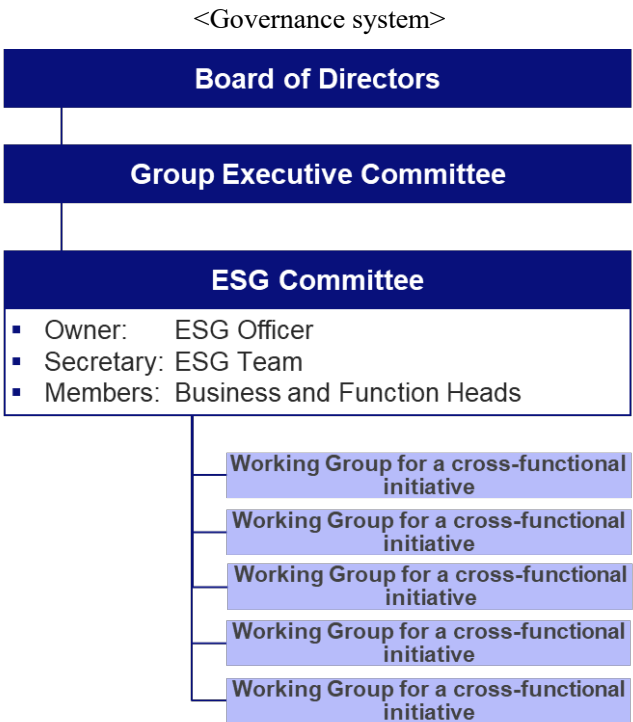 <Governance system>
Board of Directors
Group Executive Committee
ESG Committee
▪ Owner: ESG Officer
▪ Secretary: ESG Team
▪ Members: Business and Function Heads
Working Group for a cross-functional
initiative
Working Group for a cross-functional
initiative
Working Group for a cross-functional
initiative
Working Group for a cross-functional
initiative
Working Group for a cross-functional
initiative